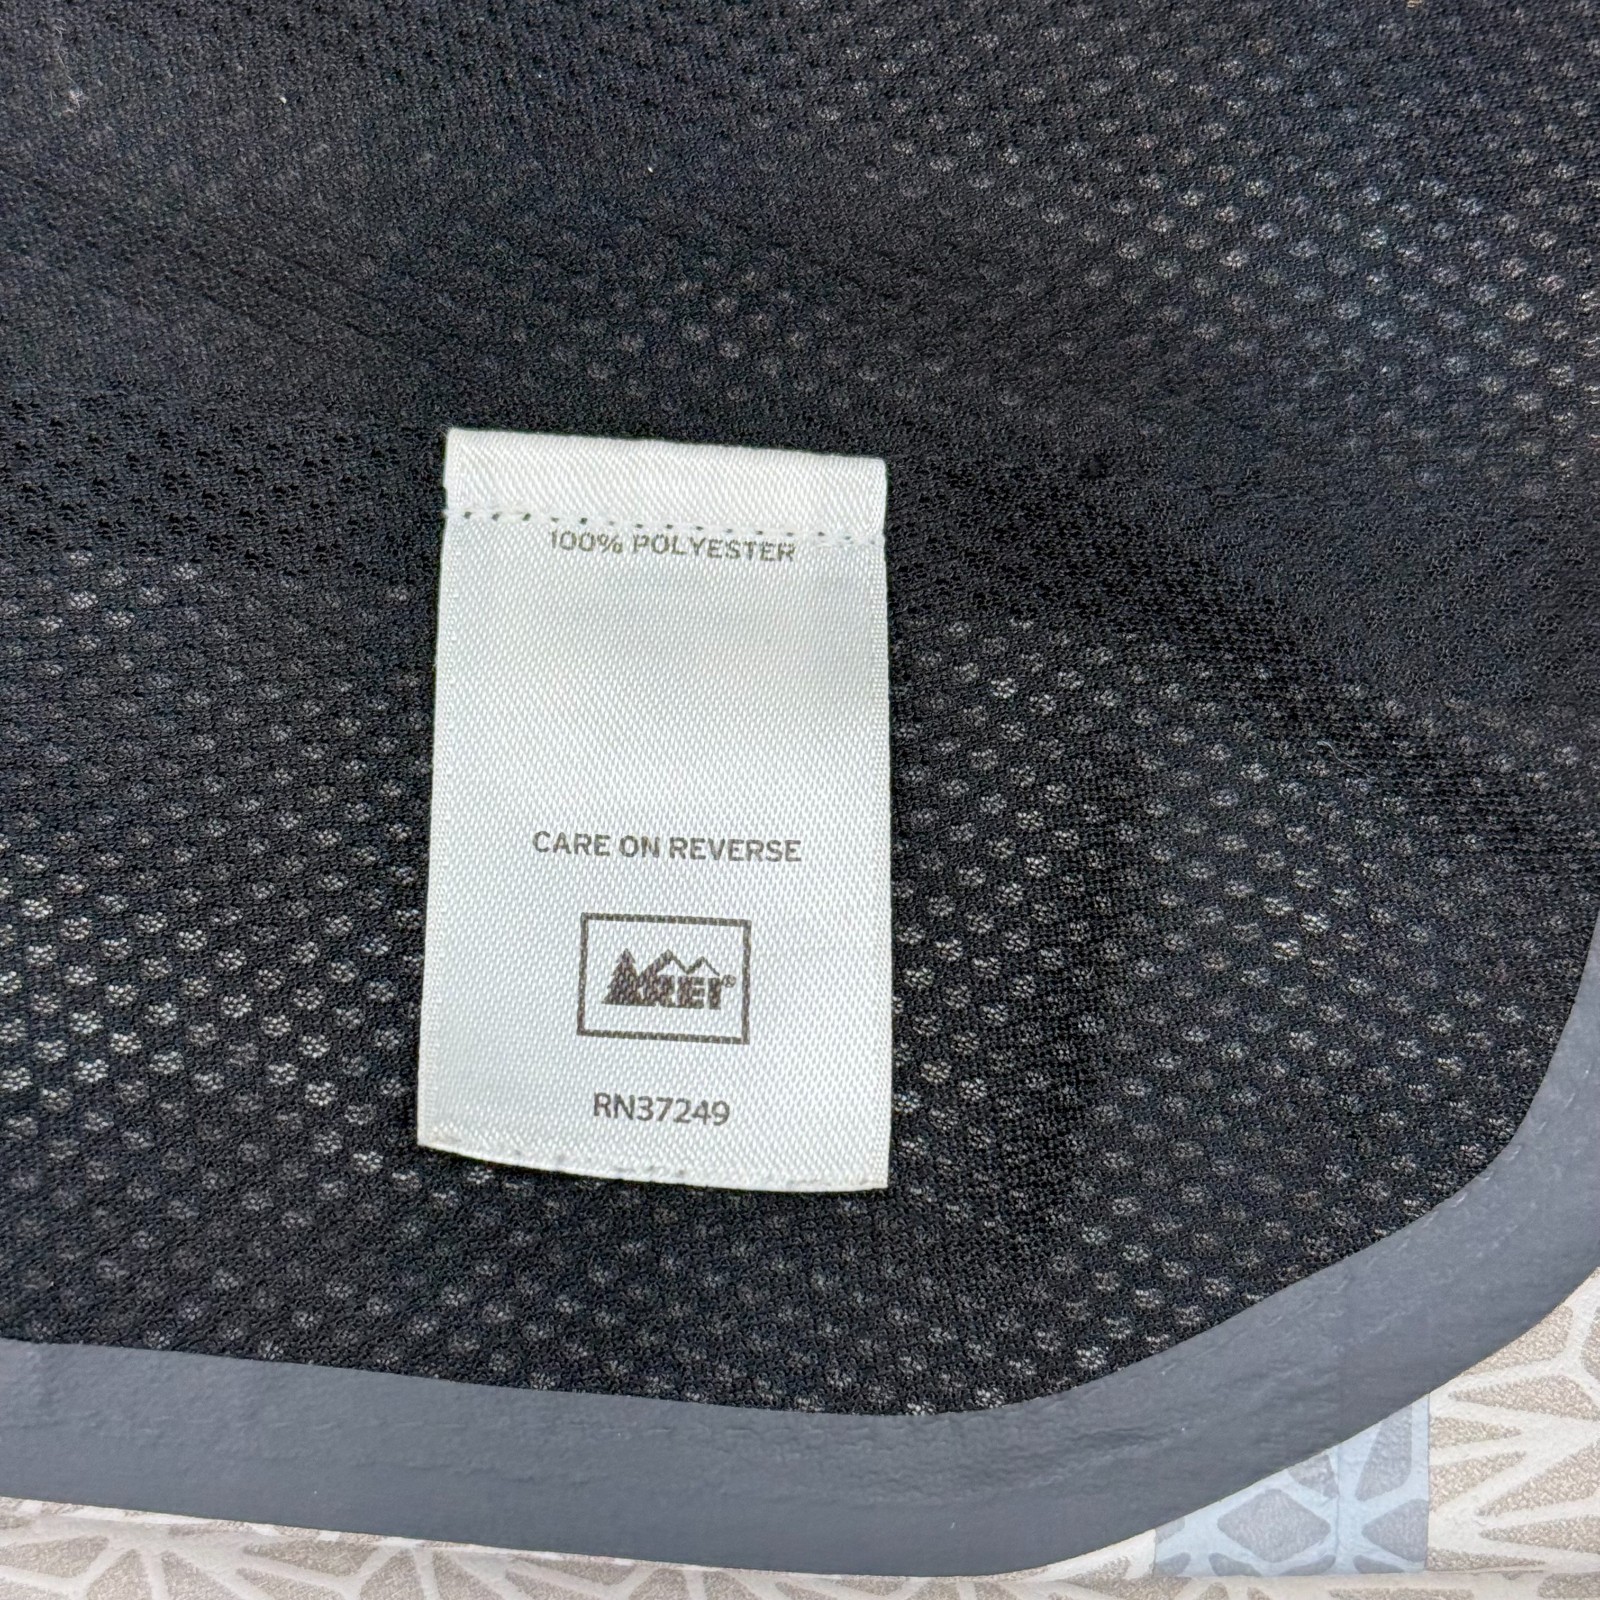 100% POLYESTER
CARE ON REVERSE
REI®
RN37249